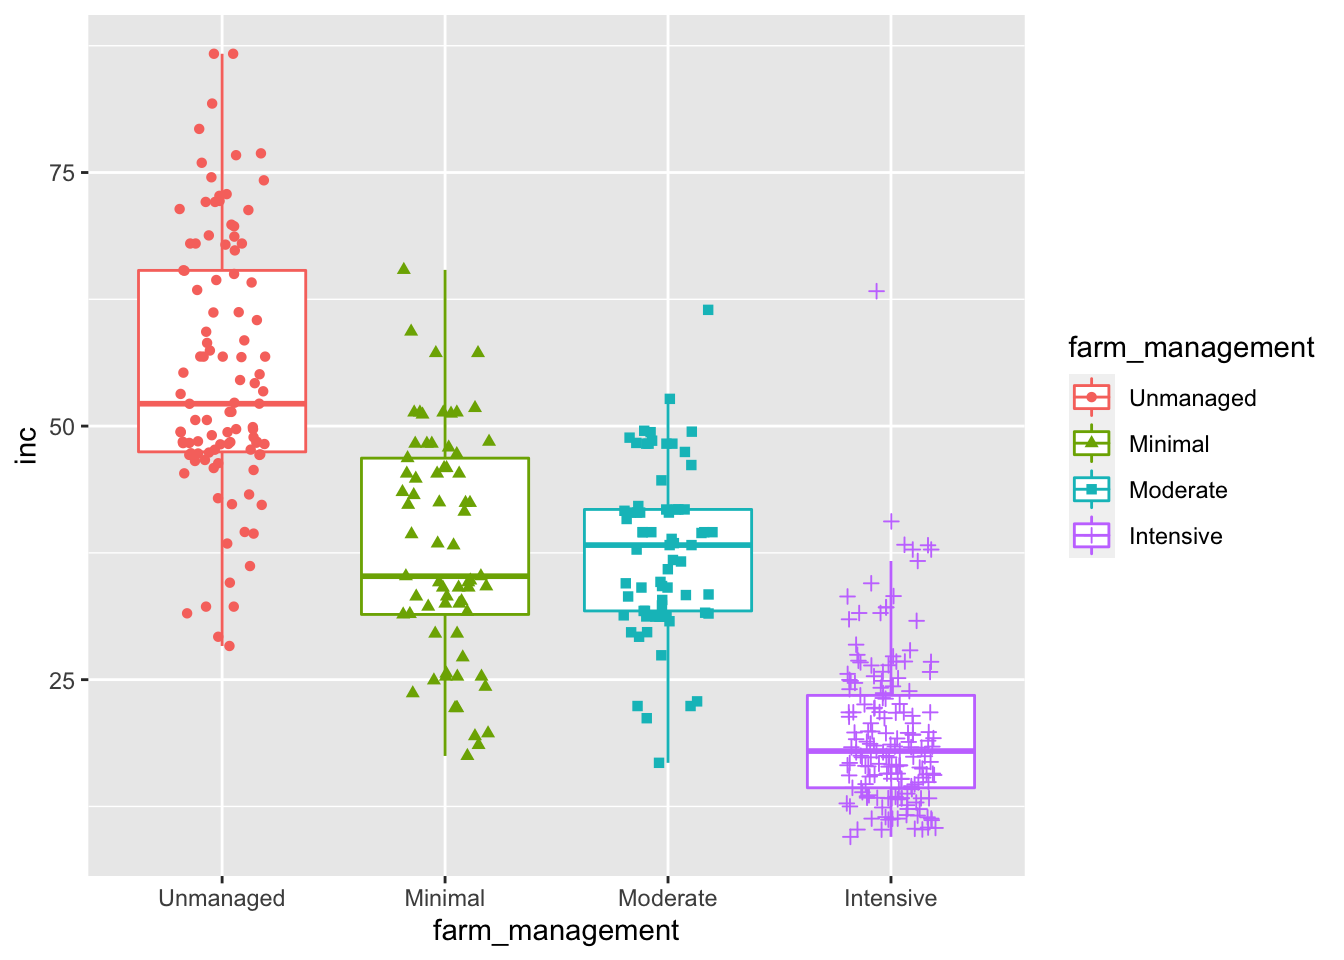 75
50
25
inc
Unmanaged
Minimal
Moderate
Intensive
farm_management
farm_management
Unmanaged
Minimal
Moderate
Intensive